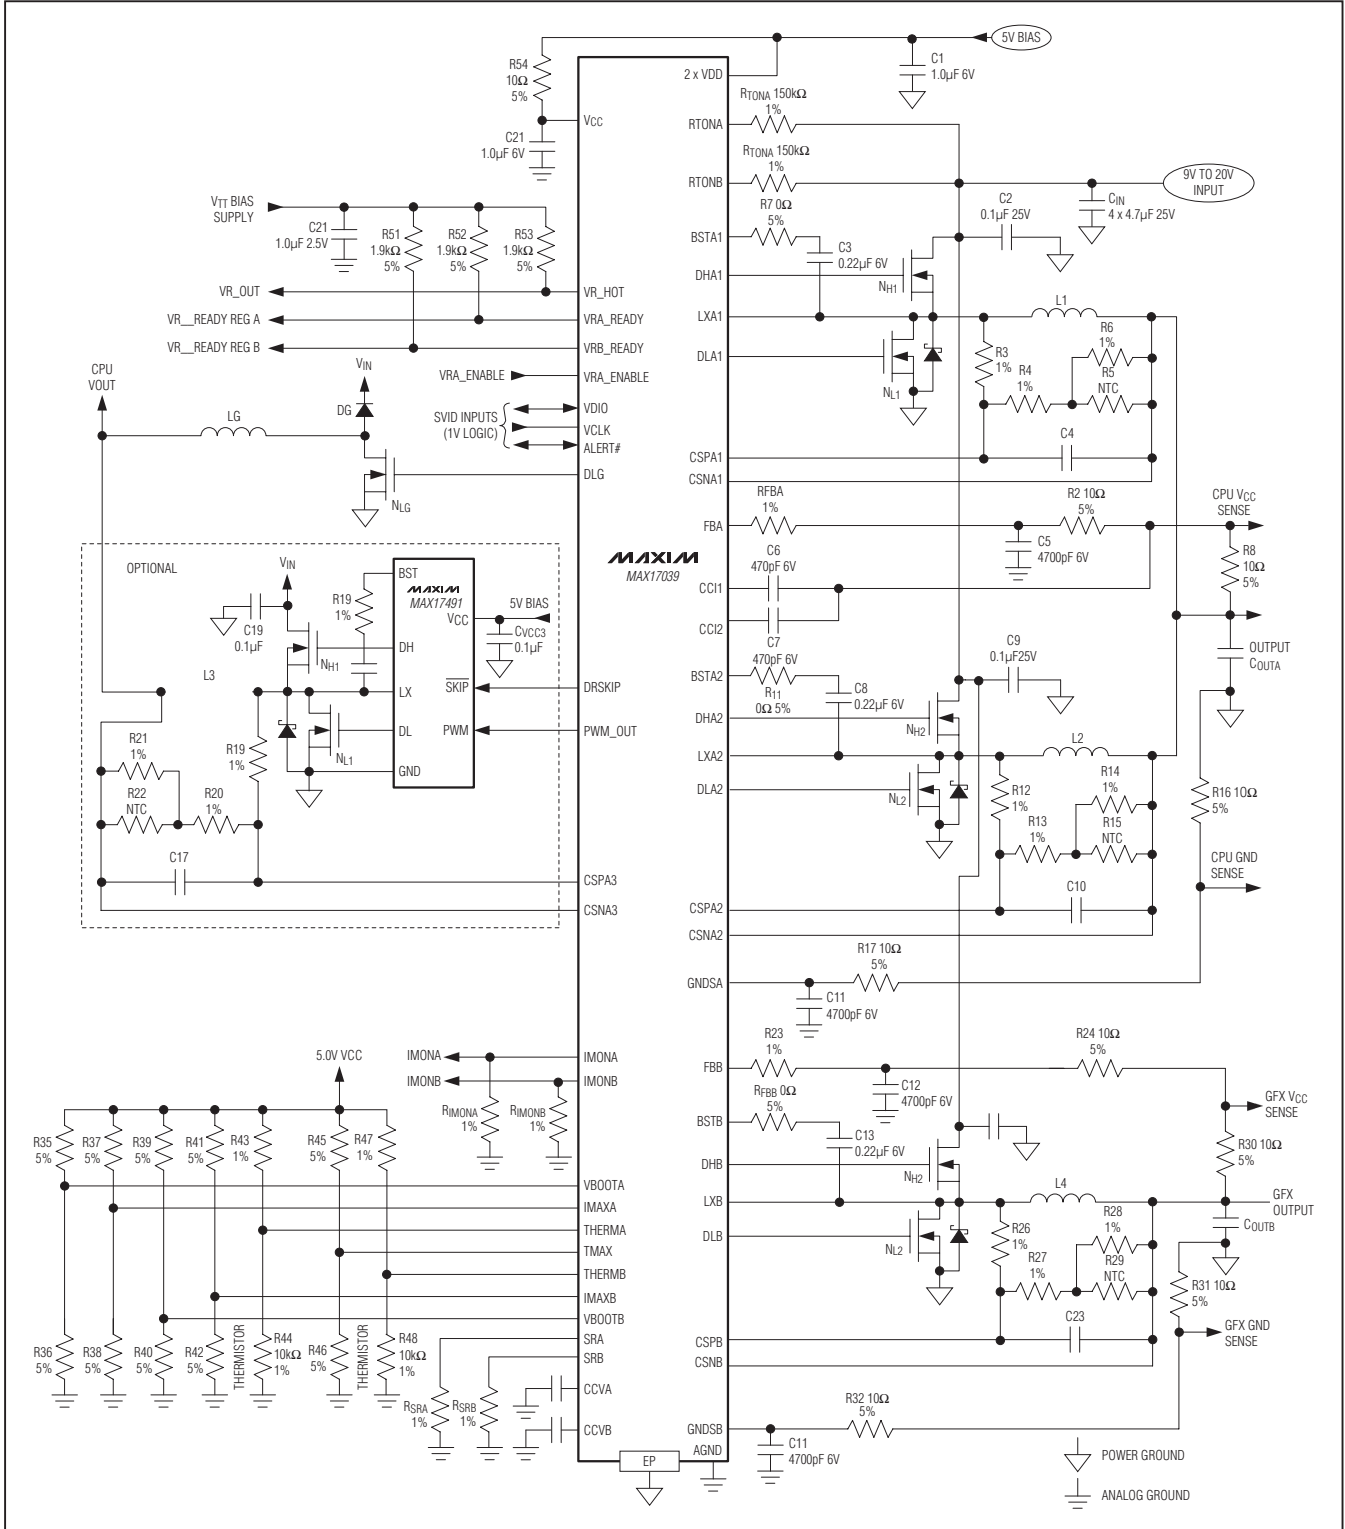 5V BIAS
R54
10Ω
5%
C1
1.0µF 6V
2 x VDD
RTONA 150kΩ
1%
VCC
RTONA
C21
1.0µF 6V
RTONA 150kΩ
1%
RTONB
9V TO 20V
INPUT
VTT BIAS
SUPPLY
R7 0Ω
5%
C2
0.1µF 25V
CIN
4 x 4.7µF 25V
C21
1.0µF 2.5V
R51
1.9kΩ
5%
R52
1.9kΩ
5%
R53
1.9kΩ
5%
BSTA1
C3
0.22µF 6V
DHA1
NH1
VR_OUT
VR_HOT
LXA1
L1
VR__READY REG A
VRA_READY
VR__READY REG B
VRB_READY
DLA1
NL1
R3
1%
R4
1%
R6
1%
R5
NTC
CPU
VOUT
VIN
DG
LG
VRA_ENABLE
VRA_ENABLE
SVID INPUTS
(1V LOGIC)
VDIO
VCLK
ALERT#
C4
CSPA1
CSNA1
DLG
NLG
RFBA
1%
R2 10Ω
5%
CPU VCC
SENSE
FBA
C5
4700pF 6V
R8
10Ω
5%
OPTIONAL
MAXIM
MAX17039
C6
470pF 6V
CCI1
CCI2
C7
470pF 6V
VIN
BST
MAXIM
MAX17491
R19
1%
5V BIAS
VCC
CVCC3
0.1µF
C19
0.1µF
DH
NH1
L3
LX
SKIP
DRSKIP
DL
NL1
PWM
PWM_OUT
GND
R21
1%
R19
1%
R22
NTC
R20
1%
C17
CSPA3
CSNA3
OUTPUT
COUTA
BSTA2
R11
0Ω 5%
C8
0.22µF 6V
C9
0.1µF25V
DHA2
NH2
LXA2
L2
DLA2
NL2
R12
1%
R13
1%
R14
1%
R15
NTC
R16 10Ω
5%
CPU GND
SENSE
C10
CSPA2
CSNA2
R17 10Ω
5%
GNDSA
C11
4700pF 6V
5.0V VCC
IMONA
IMONA
IMONB
IMONB
RIMONA
1%
RIMONB
1%
R23
1%
R24 10Ω
5%
FBB
C12
4700pF 6V
RFBB 0Ω
5%
GFX VCC
SENSE
BSTB
C13
0.22µF 6V
R30 10Ω
5%
DHB
NH2
R35
5%
R37
5%
R39
5%
R41
5%
R43
1%
R45
5%
R47
1%
VBOOTA
LXB
L4
GFX
OUTPUT
COUTB
IMAXA
THERMA
DLB
NL2
TMAX
THERMB
IMAXB
VBOOTB
R26
1%
R27
1%
R28
1%
R29
NTC
R31 10Ω
5%
C23
GFX GND
SENSE
SRA
SRB
CSPB
CSNB
R36
5%
R38
5%
R40
5%
R42
5%
THERMISTOR
R44
10kΩ
1%
R46
5%
THERMISTOR
R48
10kΩ
1%
RSRA
1%
RSRB
1%
CCVA
CCVB
R32 10Ω
5%
GNDSB
C11
4700pF 6V
AGND
EP
POWER GROUND
ANALOG GROUND